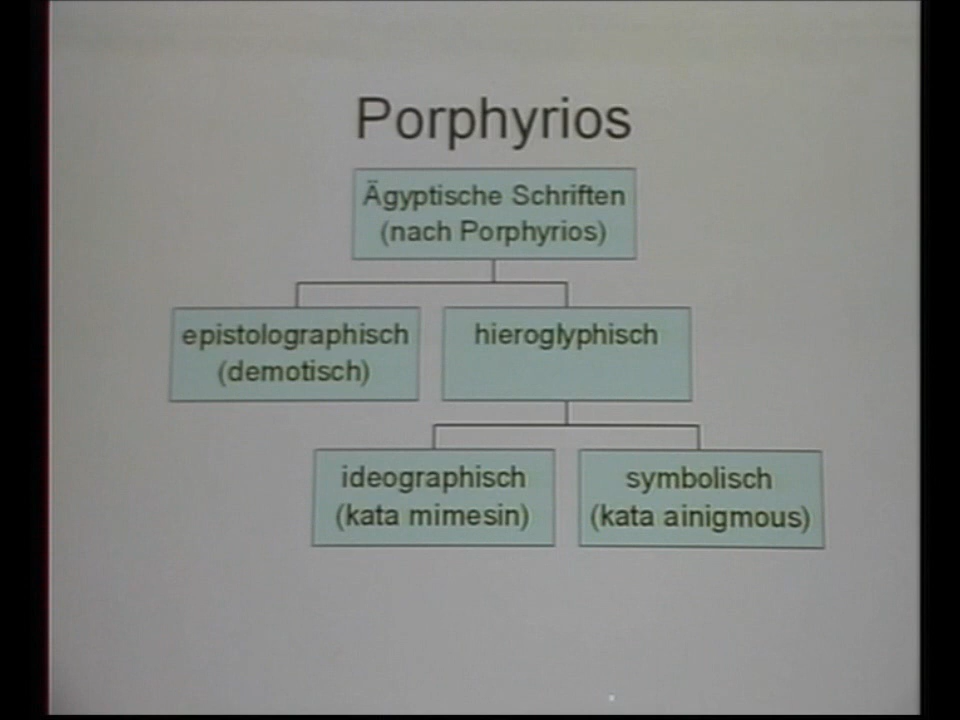 Porphyrios
Ägyptische Schriften
(nach Porphyrios)
epistolographisch
(demotisch)
hieroglyphisch
ideographisch
(kata mimesin)
symbolisch
(kata ainigmous)